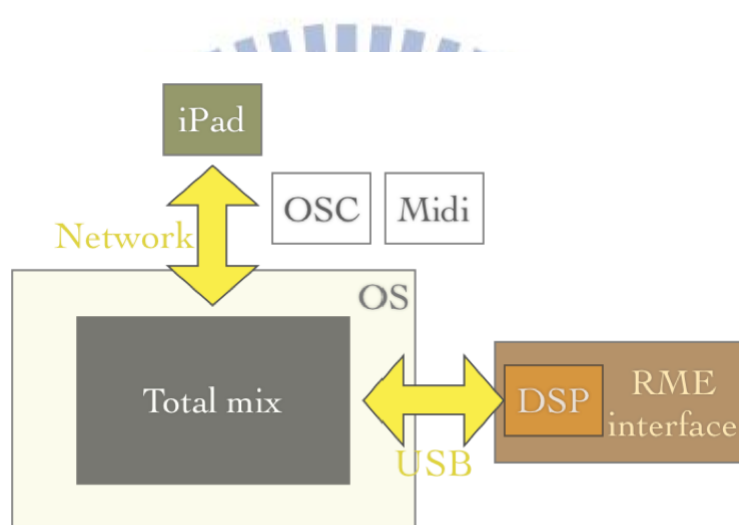 iPad
OSC
Midi
Network
OS
Total mix
DSP
RME
interface
USB